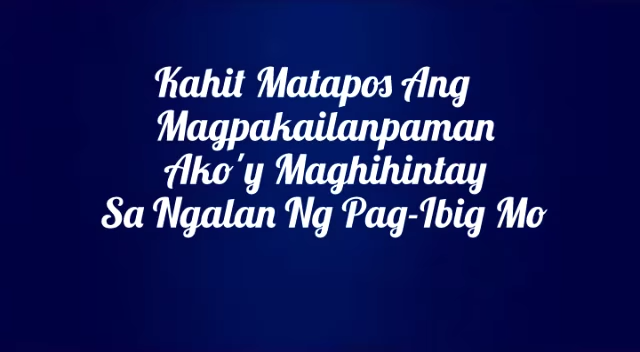 Kahit Matapos Ang
Magpakailanpaman
Ako'y Maghihintay
Sa Ngalan Ng Pag-Ibig Mo